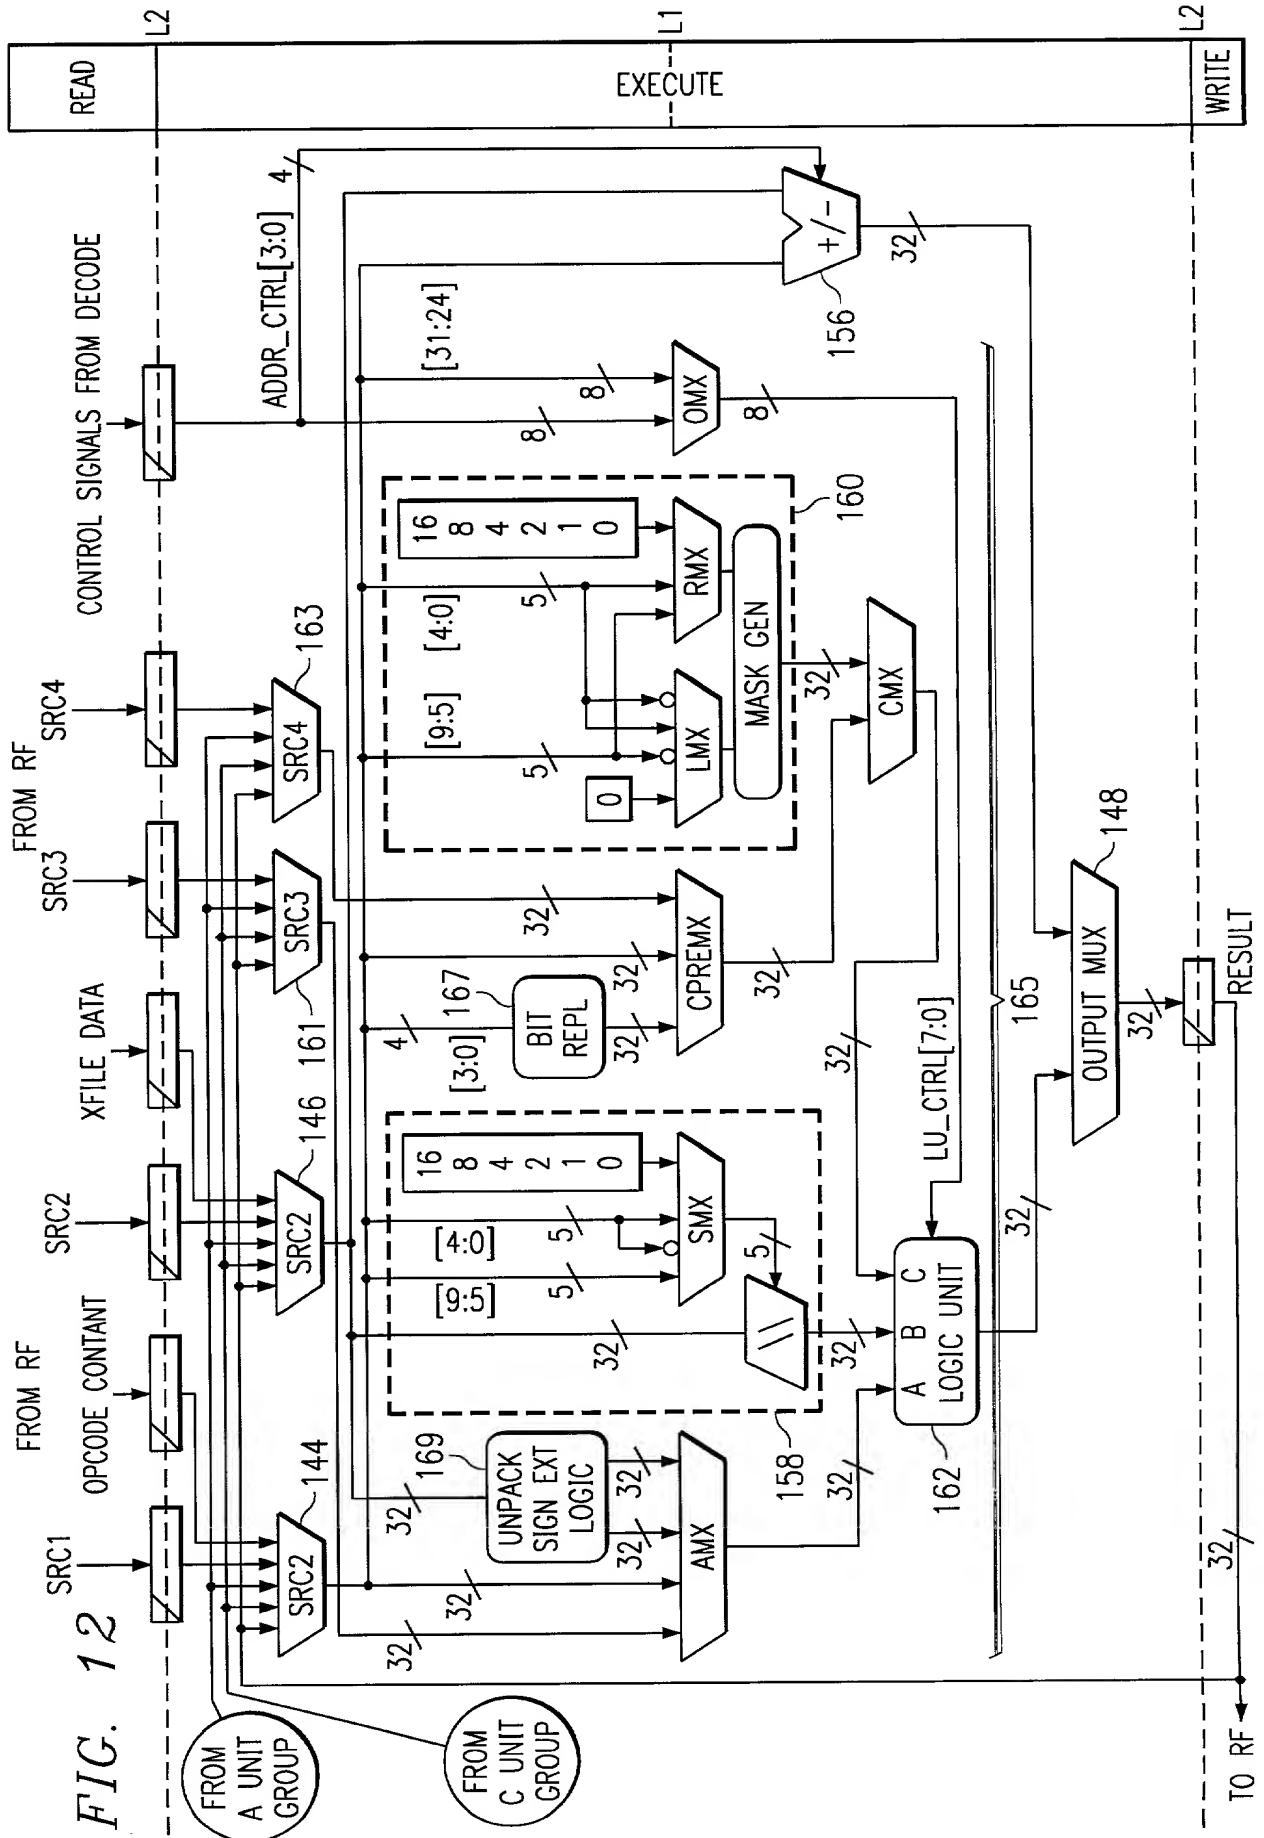 FIG. 12
READ
EXECUTE
WRITE
L2
L1
L2
FROM RF
SRC1
OPCODE CONTANT
SRC2
XFILE DATA
FROM RF
SRC3
SRC4
CONTROL SIGNALS FROM DECODE
FROM
A UNIT
GROUP
FROM
C UNIT
GROUP
SRC2
144
SRC2
146
SRC3
161
SRC4
163
ADDR_CTRL[3:0]
4
32
32
32
UNPACK
SIGN EXT
LOGIC
169
32
32
AMX
32
[9:5]
5
[4:0]
5
16
8
4
2
1
0
SMX
5
32
//
32
158
4
[3:0]
BIT
REPL
167
32
32
32
CPREMX
32
[9:5]
5
[4:0]
5
0
16
8
4
2
1
0
LMX
RMX
MASK GEN
160
32
CMX
32
[31:24]
8
8
OMX
8
+/-
156
32
LU_CTRL[7:0]
A
B
C
LOGIC UNIT
162
32
165
OUTPUT MUX
148
32
RESULT
32
TO RF